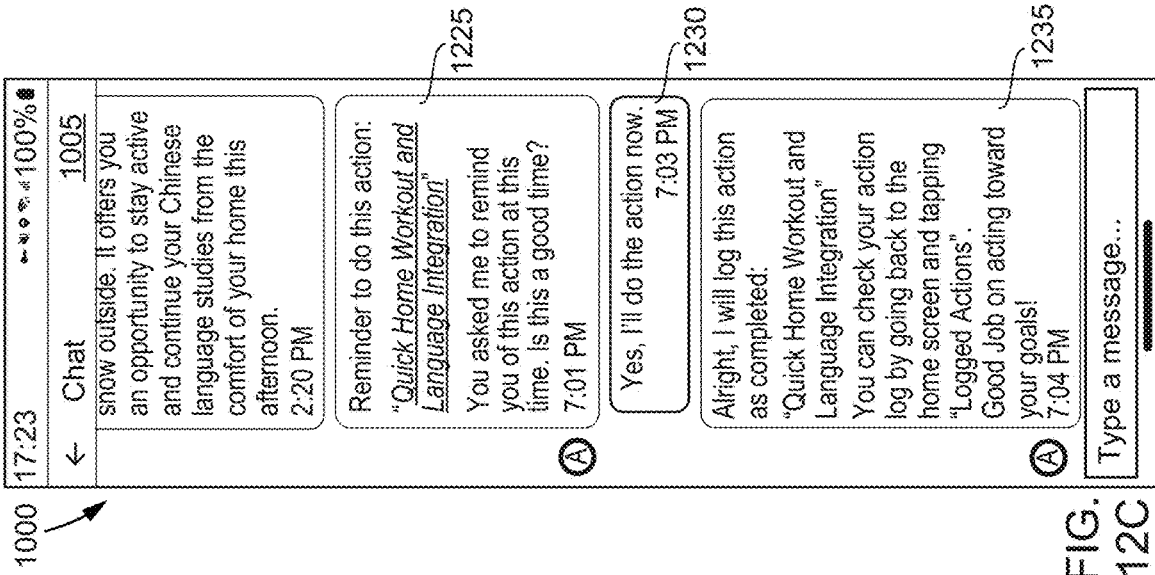 1000
17:23
100%
← Chat
1005
snow outside. It offers you
an opportunity to stay active
and continue your Chinese
language studies from the
comfort of your home this
afternoon.
2:20 PM
Reminder to do this action:
"Quick Home Workout and
Language Integration"
You asked me to remind
you of this action at this
time. Is this a good time?
7:01 PM
A
1225
Yes, I'll do the action now.
7:03 PM
1230
Alright, I will log this action
as completed:
"Quick Home Workout and
Language Integration"
You can check your action
log by going back to the
home screen and tapping
"Logged Actions".
Good Job on acting toward
your goals!
7:04 PM
A
1235
Type a message...
FIG.
12C